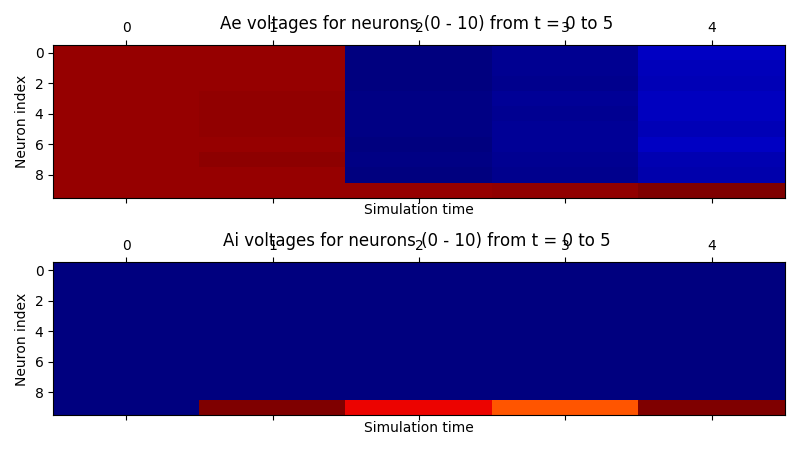 Ae voltages for neurons (0 - 10) from t = 0 to 5
0 1 2 3 4
0
2
4
6
8
Neuron index
Simulation time
Ai voltages for neurons (0 - 10) from t = 0 to 5
0 1 2 3 4
0
2
4
6
8
Neuron index
Simulation time